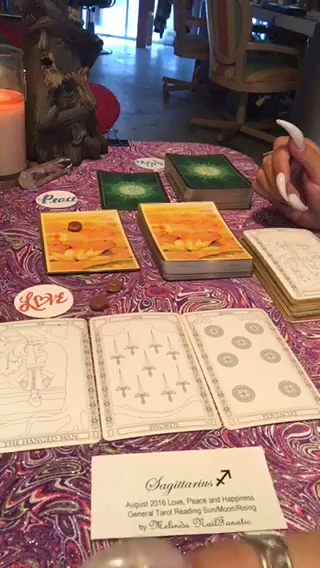 Peace
LOVE
THE HANGED MAN
SWORDS
PENTACLES
Sagittarius ♐
August 2016 Love, Peace and Happiness
General Tarot Reading Sun/Moon/Rising
by Melinda NailFanatic